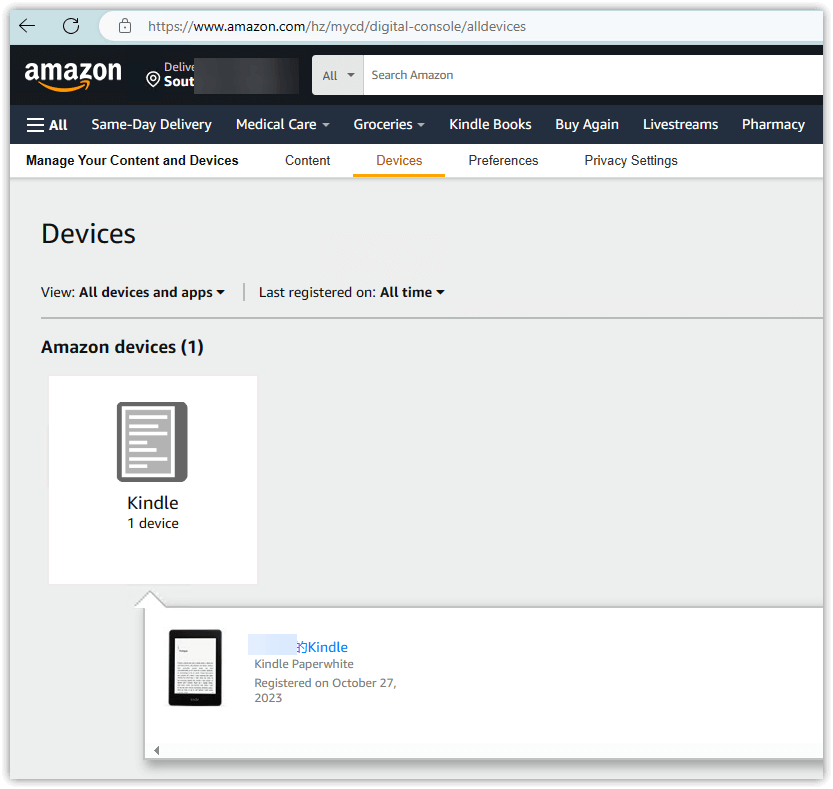 https://www.amazon.com/hz/mycd/digital-console/alldevices
amazon
Delive
Sout
All
Search Amazon
All Same-Day Delivery Medical Care Groceries Kindle Books Buy Again Livestreams Pharmacy
Manage Your Content and Devices Content Devices Preferences Privacy Settings
Devices
View: All devices and apps Last registered on: All time
Amazon devices (1)
Kindle
1 device
的Kindle
Kindle Paperwhite
Registered on October 27,
2023